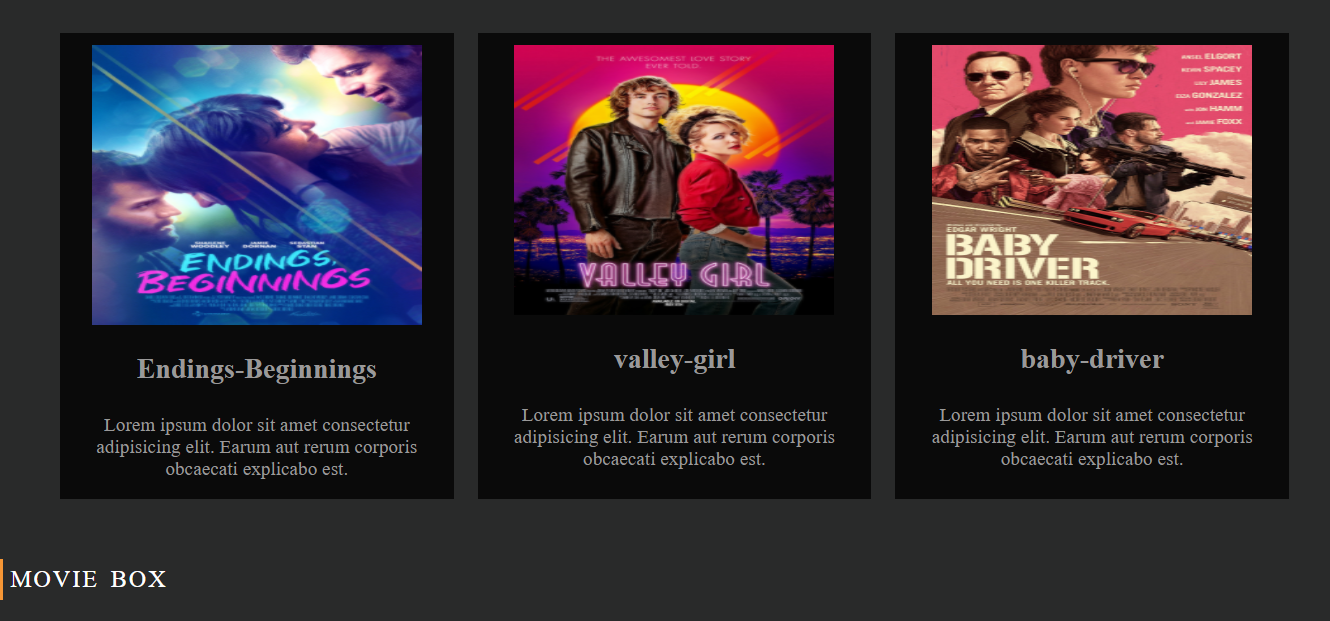 SHAILENE WOODLEY JAMIE DORNAN SEBASTIAN STAN
ENDINGS,
BEGINNINGS
Endings-Beginnings
Lorem ipsum dolor sit amet consectetur
adipisicing elit. Earum aut rerum corporis
obcaecati explicabo est.
THE AWESOMEST LOVE STORY
EVER TOLD.
VALLEY GIRL
valley-girl
Lorem ipsum dolor sit amet consectetur
adipisicing elit. Earum aut rerum corporis
obcaecati explicabo est.
ANSEL ELGORT
KEVIN SPACEY
LILY JAMES
EIZA GONZALEZ
JON HAMM
JAMIE FOXX
EDGAR WRIGHT
BABY
DRIVER
ALL YOU NEED IS ONE KILLER TRACK.
baby-driver
Lorem ipsum dolor sit amet consectetur
adipisicing elit. Earum aut rerum corporis
obcaecati explicabo est.
MOVIE BOX